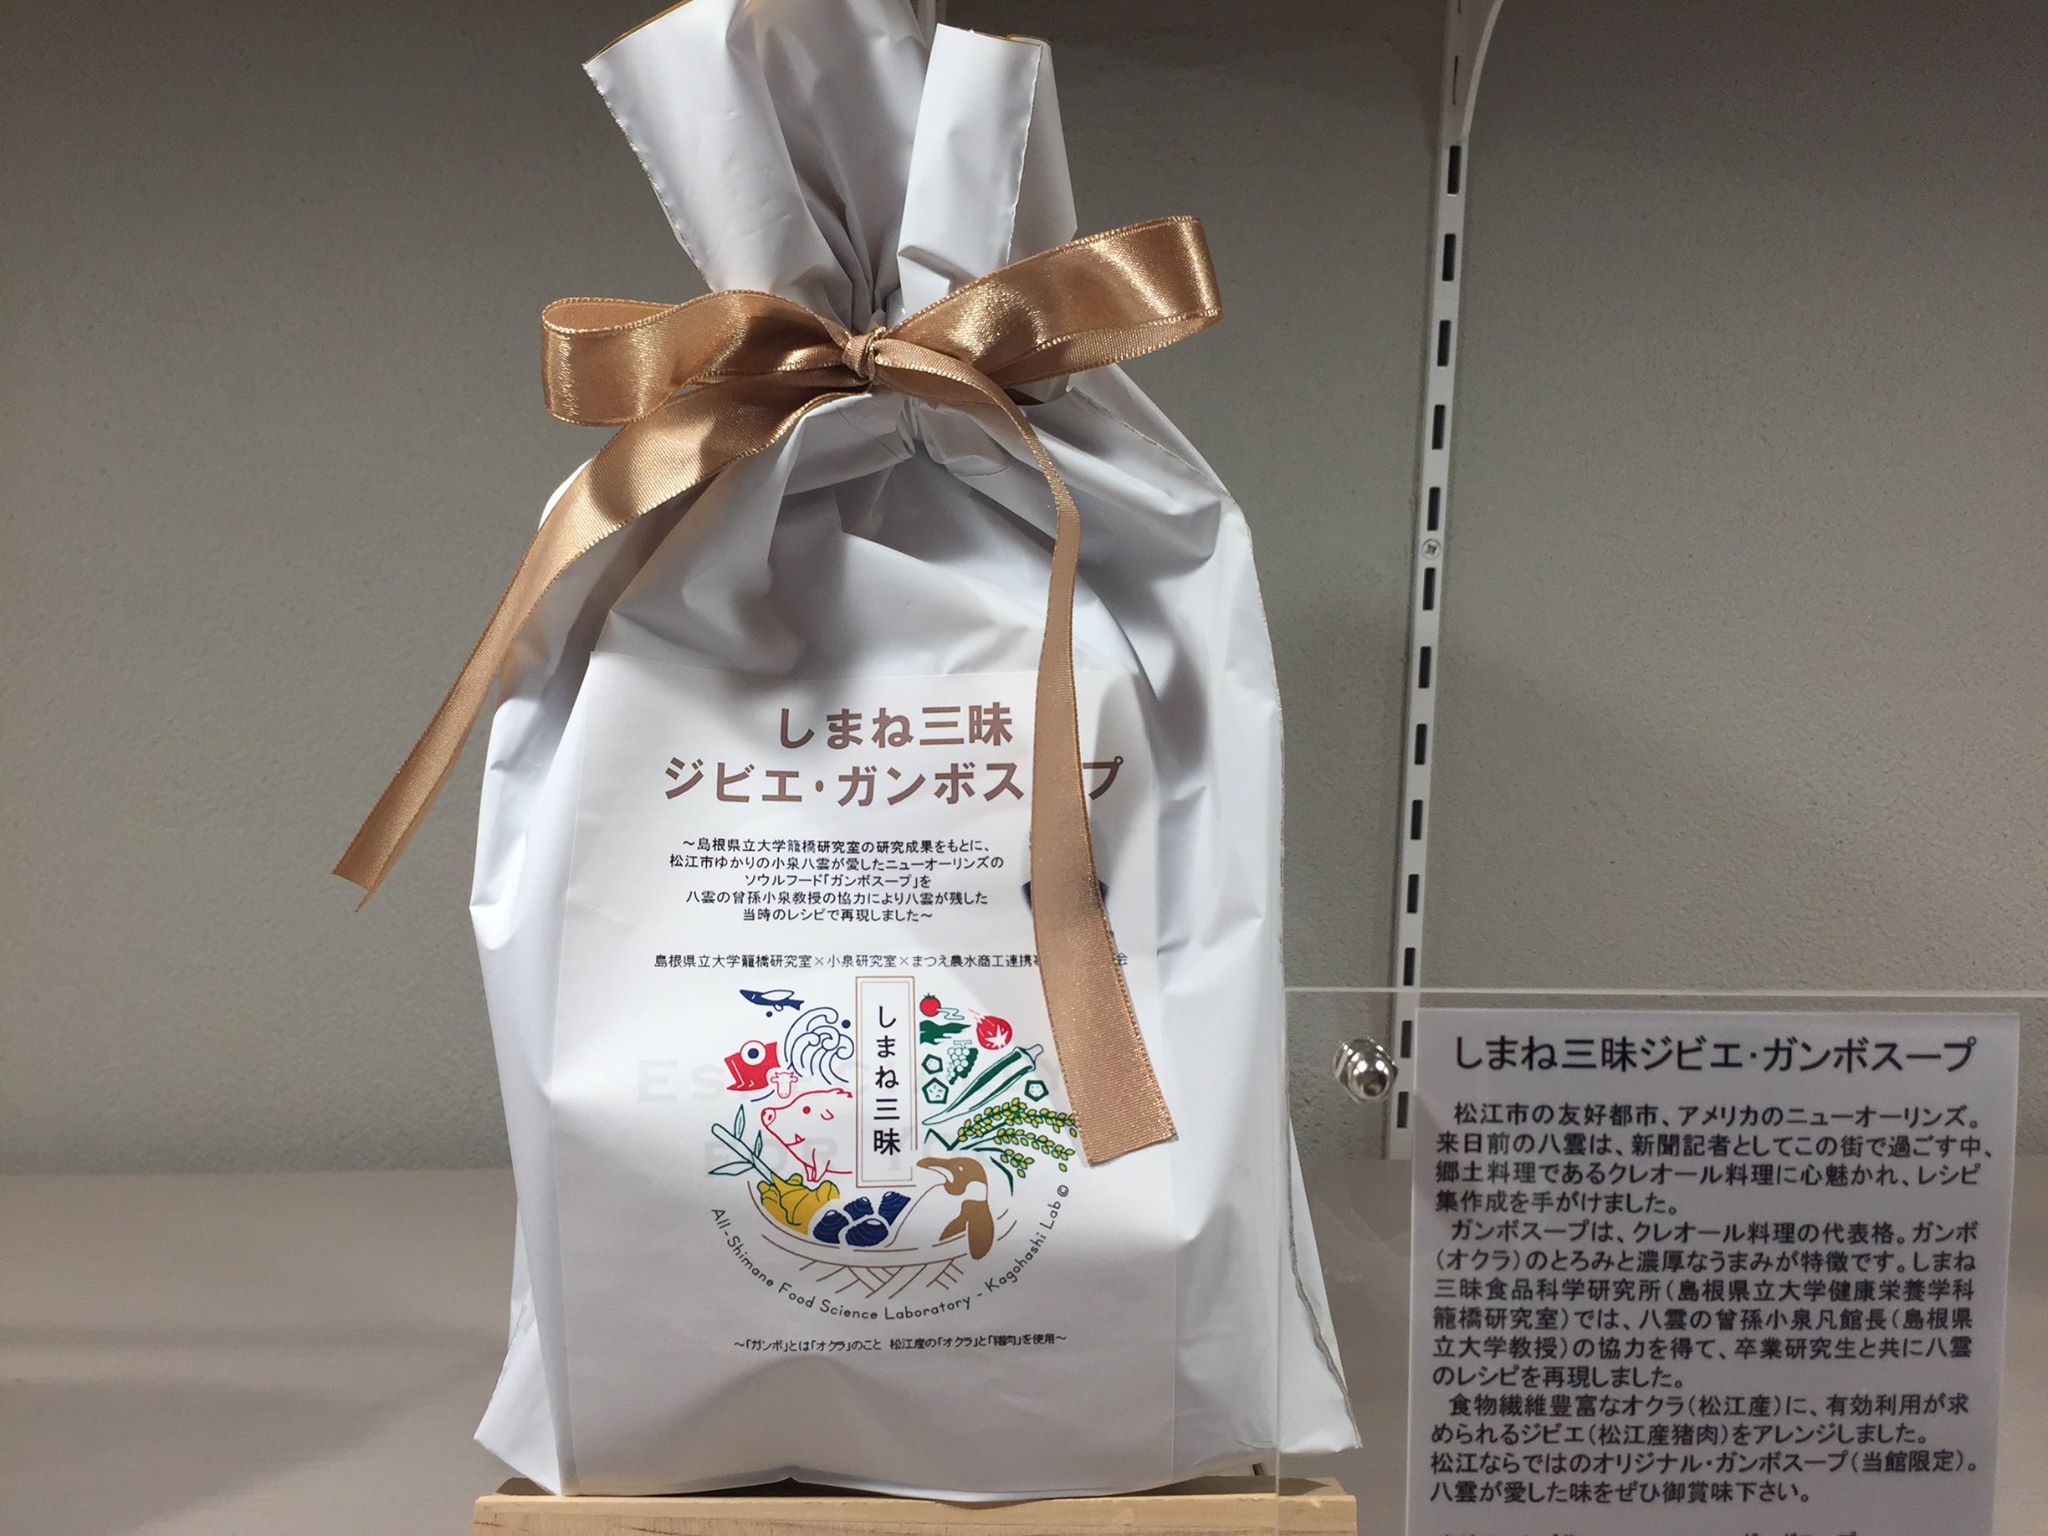 しまね三昧
ジビエ・ガンボス　プ
～島根県立大学籠橋研究室の研究成果をもとに、
松江市ゆかりの小泉八雲が愛したニューオーリンズの
ソウルフード「ガンボスープ」を
八雲の曾孫小泉教授の協力により八雲が残した
当時のレシピで再現しました～
島根県立大学籠橋研究室×小泉研究室×まつえ農水商工連携　会
しまね三昧
All-Shimane Food Science Laboratory - Kagohashi Lab ©
～「ガンボ」とは「オクラ」のこと 松江産の「オクラ」と「猪肉」を使用～
しまね三昧ジビエ・ガンボスープ
松江市の友好都市、アメリカのニューオーリンズ。
来日前の八雲は、新聞記者としてこの街で過ごす中、
郷土料理であるクレオール料理に心魅かれ、レシピ
集作成を手がけました。
ガンボスープは、クレオール料理の代表格。ガンボ
（オクラ）のとろみと濃厚なうまみが特徴です。しまね
三昧食品科学研究所（島根県立大学健康栄養学科
籠橋研究室）では、八雲の曾孫小泉凡館長（島根県
立大学教授）の協力を得て、卒業研究生と共に八雲
のレシピを再現しました。
食物繊維豊富なオクラ（松江産）に、有効利用が求
められるジビエ（松江産猪肉）をアレンジしました。
松江ならではのオリジナル・ガンボスープ（当館限定）。
八雲が愛した味をぜひ御賞味下さい。